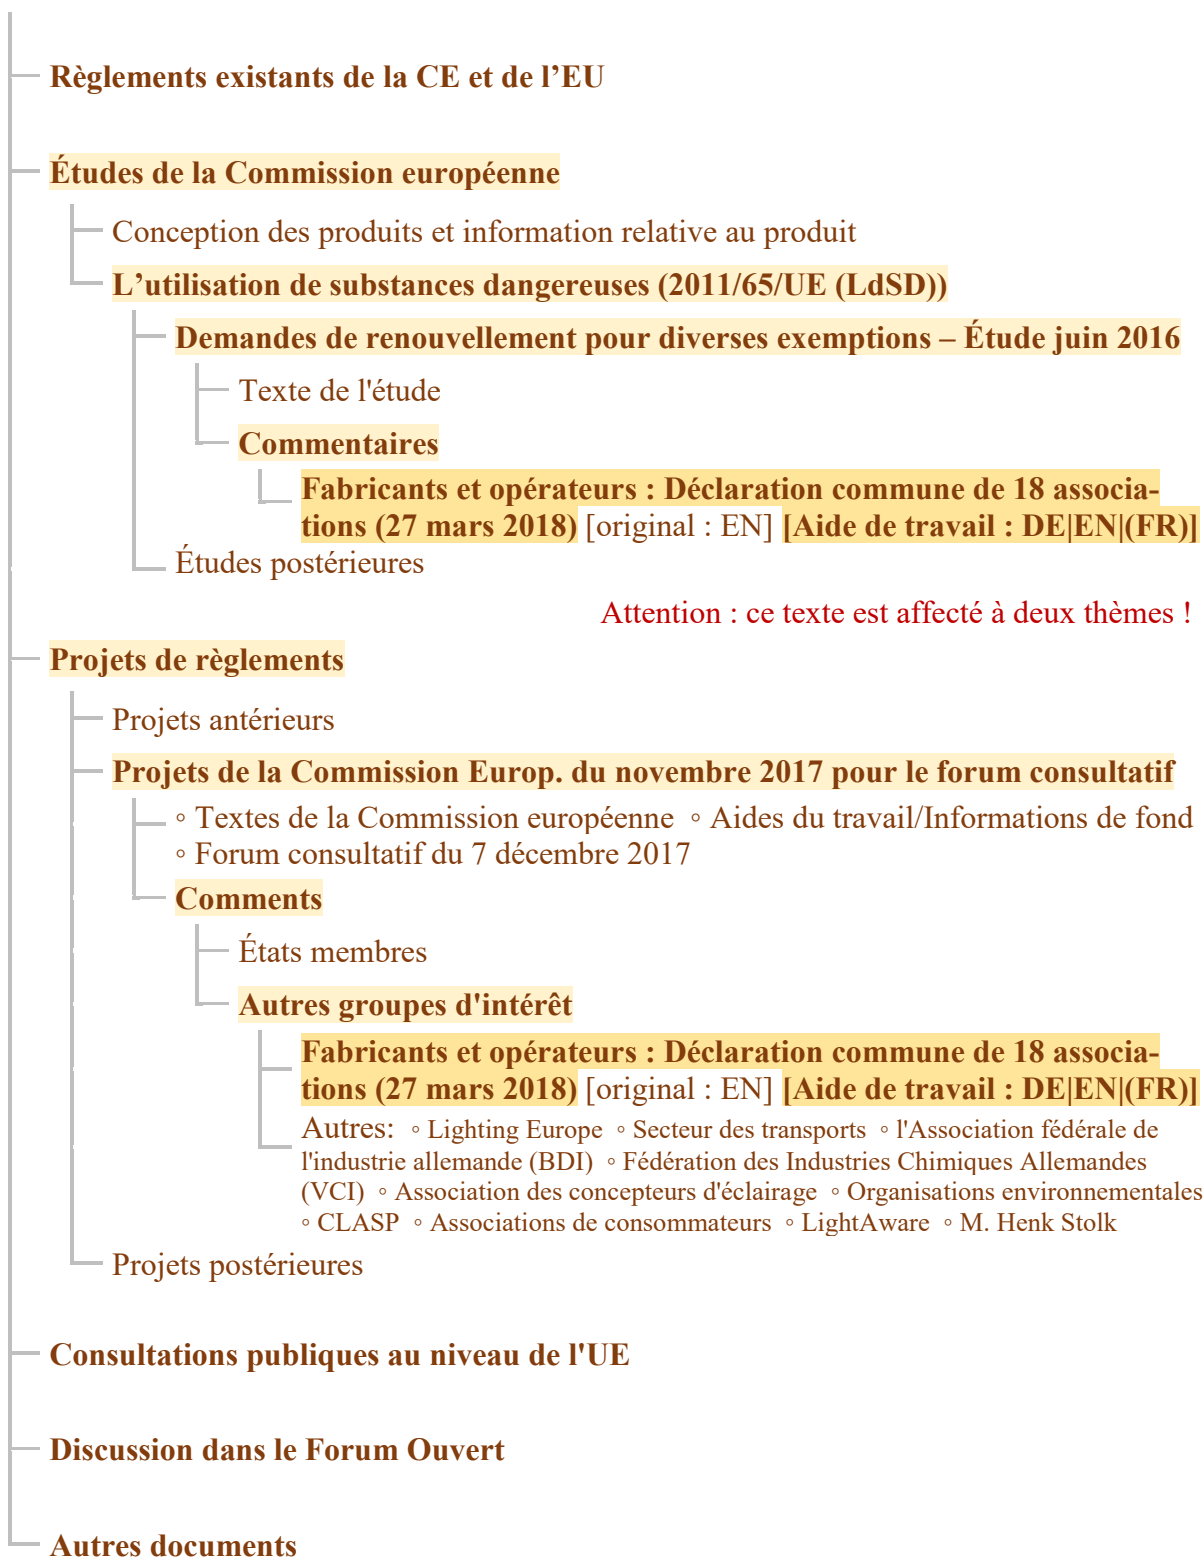 Règlements existants de la CE et de l’EU
Études de la Commission européenne
Conception des produits et information relative au produit
L’utilisation de substances dangereuses (2011/65/UE (LdSD))
Demandes de renouvellement pour diverses exemptions – Étude juin 2016
Texte de l'étude
Commentaires
Fabricants et opérateurs : Déclaration commune de 18 associa-
tions (27 mars 2018) [original : EN] [Aide de travail : DE|EN|(FR)]
Études postérieures
Attention : ce texte est affecté à deux thèmes !
Projets de règlements
Projets antérieurs
Projets de la Commission Europ. du novembre 2017 pour le forum consultatif
◦ Textes de la Commission européenne ◦ Aides du travail/Informations de fond
◦ Forum consultatif du 7 décembre 2017
Comments
États membres
Autres groupes d'intérêt
Fabricants et opérateurs : Déclaration commune de 18 associa-
tions (27 mars 2018) [original : EN] [Aide de travail : DE|EN|(FR)]
Autres: ◦ Lighting Europe ◦ Secteur des transports ◦ l'Association fédérale de
l'industrie allemande (BDI) ◦ Fédération des Industries Chimiques Allemandes
(VCI) ◦ Association des concepteurs d'éclairage ◦ Organisations environnementales
◦ CLASP ◦ Associations de consommateurs ◦ LightAware ◦ M. Henk Stolk
Projets postérieures
Consultations publiques au niveau de l'UE
Discussion dans le Forum Ouvert
Autres documents